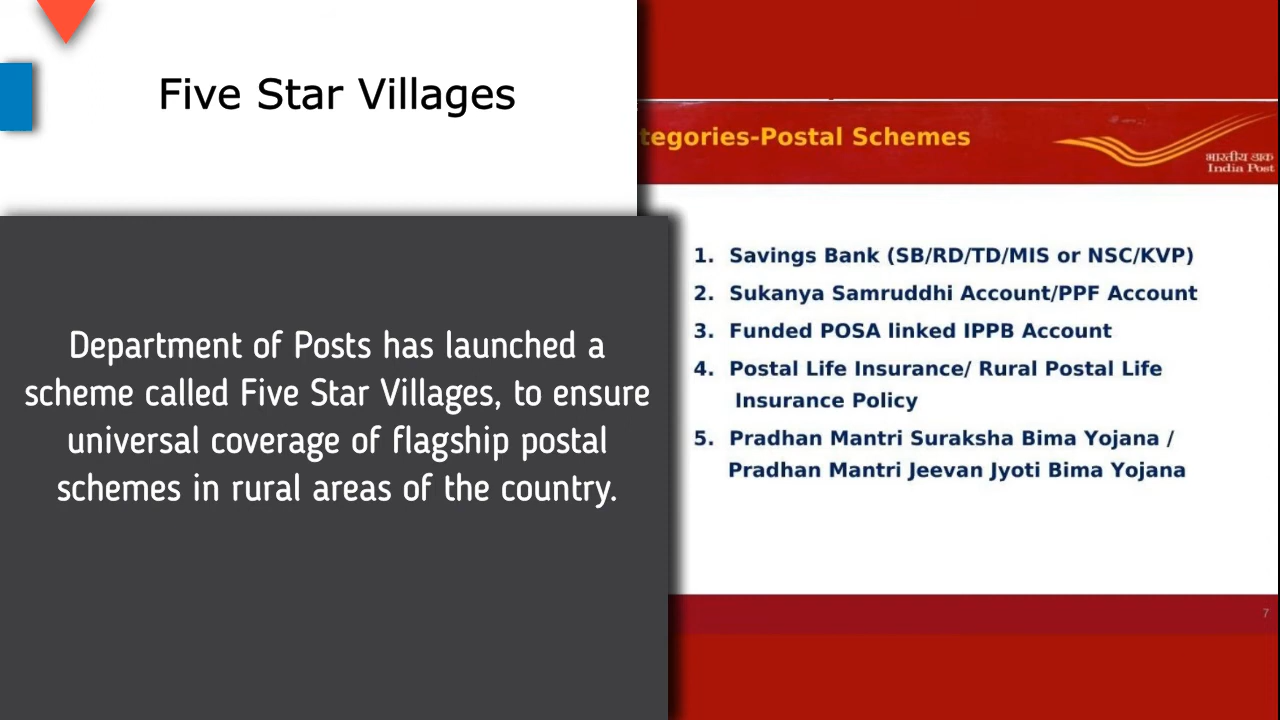 Five Star Villages
Department of Posts has launched a
scheme called Five Star Villages, to ensure
universal coverage of flagship postal
schemes in rural areas of the country.
tegories-Postal Schemes
भारतीय डाक
India Post
1. Savings Bank (SB/RD/TD/MIS or NSC/KVP)
2. Sukanya Samruddhi Account/PPF Account
3. Funded POSA linked IPPB Account
4. Postal Life Insurance/ Rural Postal Life
Insurance Policy
5. Pradhan Mantri Suraksha Bima Yojana /
Pradhan Mantri Jeevan Jyoti Bima Yojana
7